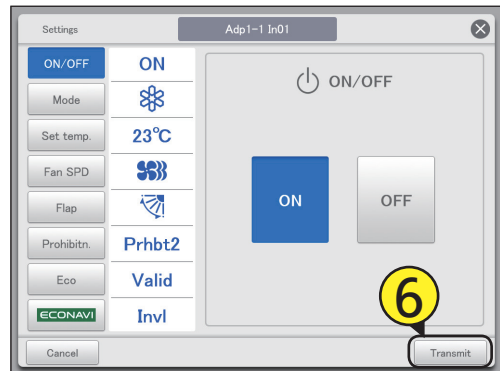 Settings
Adp1-1 In01
ON/OFF ON
Mode
Set temp. 23°C
Fan SPD
Flap
Prohibitn. Prhbt2
Eco Valid
ECONAVI Invl
ON/OFF
ON OFF
6
Cancel Transmit